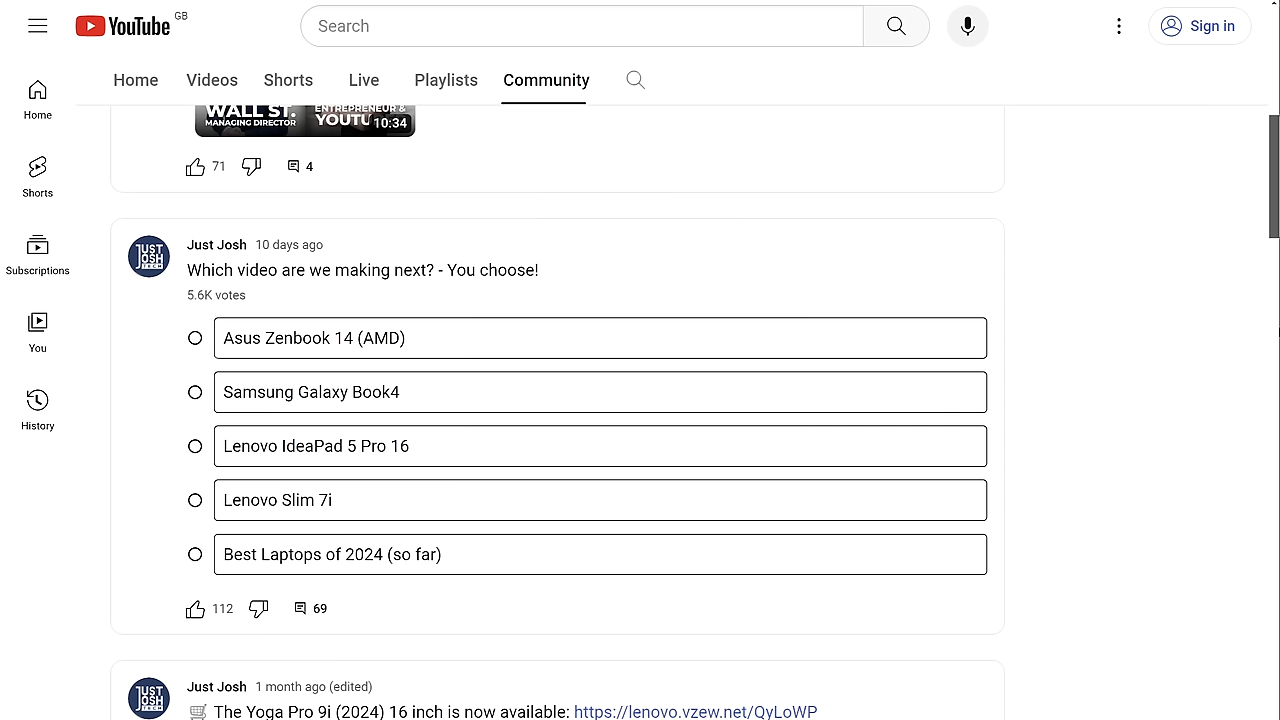 YouTube GB
Search
Sign in
Home Videos Shorts Live Playlists Community
Home
Shorts
Subscriptions
You
History
WALL ST.
MANAGING DIRECTOR
ENTREPRENEUR &
10:34
71 4
JUST JOSH
Just Josh 10 days ago
Which video are we making next? - You choose!
5.6K votes
Asus Zenbook 14 (AMD)
Samsung Galaxy Book4
Lenovo IdeaPad 5 Pro 16
Lenovo Slim 7i
Best Laptops of 2024 (so far)
112 69
JUST JOSH
Just Josh 1 month ago (edited)
The Yoga Pro 9i (2024) 16 inch is now available: https://lenovo.vzew.net/QyLoWP